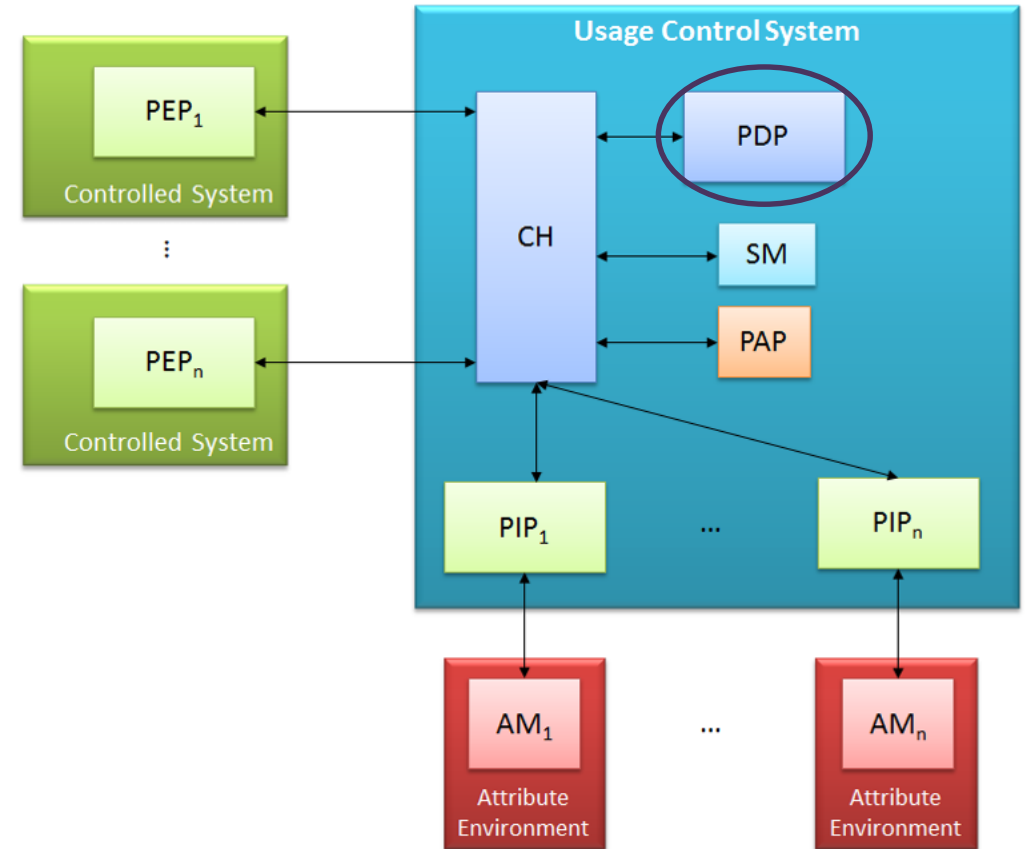 Usage Control System
PEP₁
Controlled System
⋮
PEPₙ
Controlled System
CH
PDP
SM
PAP
PIP₁
...
PIPₙ
AM₁
Attribute
Environment
...
AMₙ
Attribute
Environment